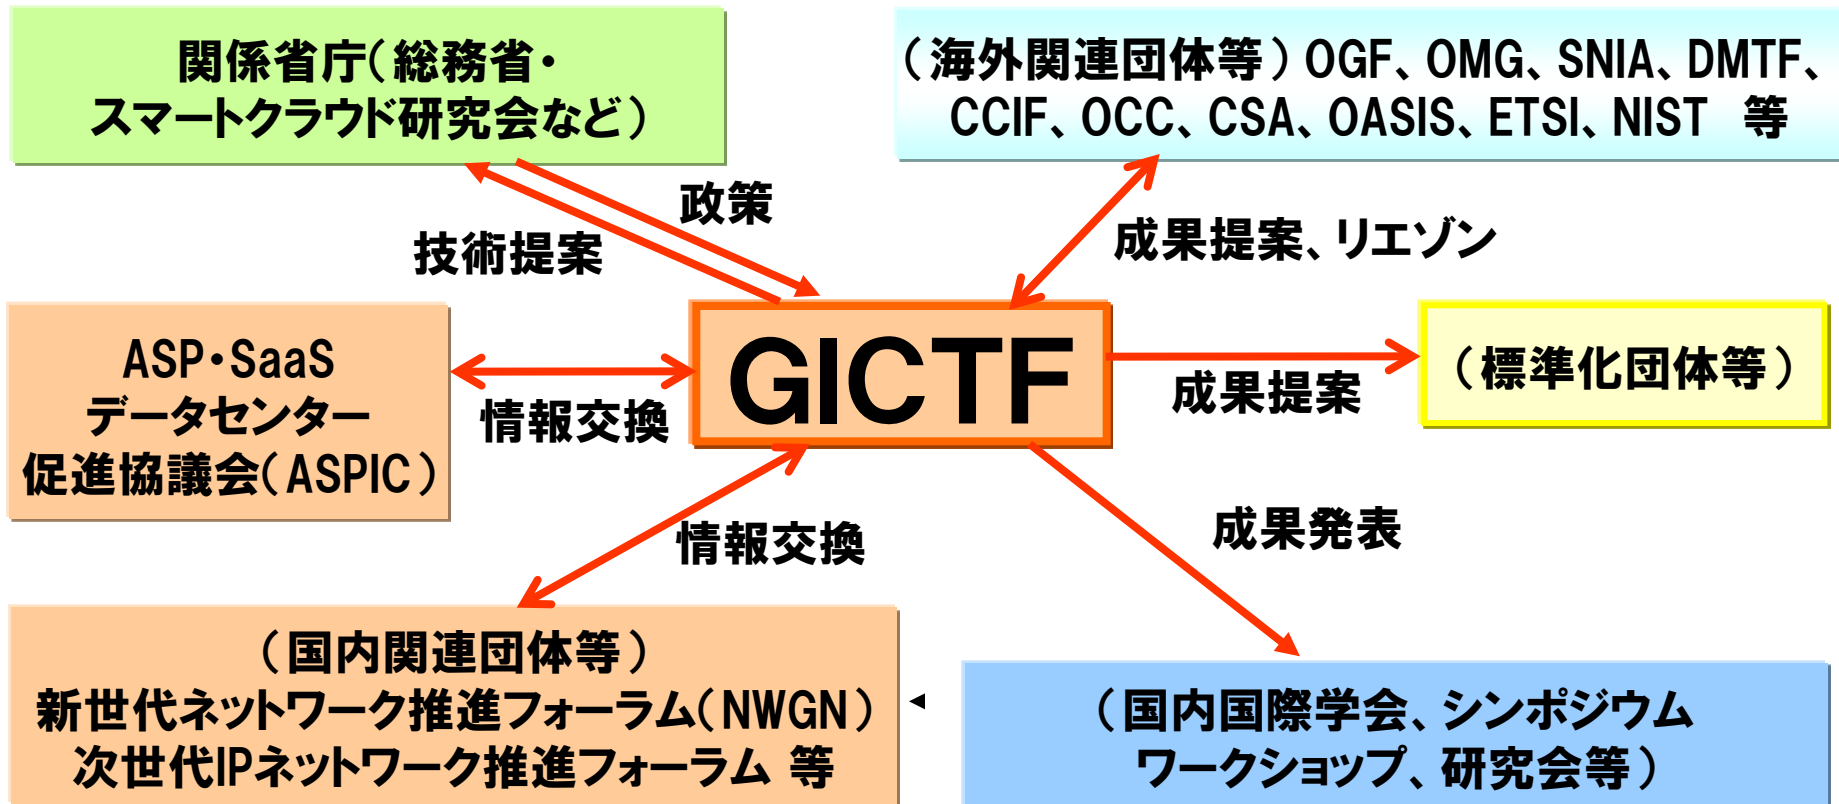 関係省庁(総務省・
スマートクラウド研究会など)
(海外関連団体等)OGF、OMG、SNIA、DMTF、
CCIF、OCC、CSA、OASIS、ETSI、NIST 等
政策
技術提案
成果提案、リエゾン
ASP・SaaS
データセンター
促進協議会(ASPIC)
情報交換
GICTF
成果提案
(標準化団体等)
情報交換
成果発表
(国内関連団体等)
新世代ネットワーク推進フォーラム(NWGN)
次世代IPネットワーク推進フォーラム 等
(国内国際学会、シンポジウム
ワークショップ、研究会等)